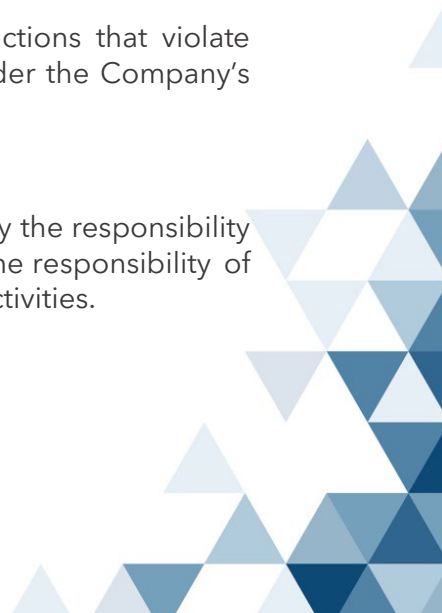 ctions that violate
der the Company’s
y the responsibility
he responsibility of
ctivities.